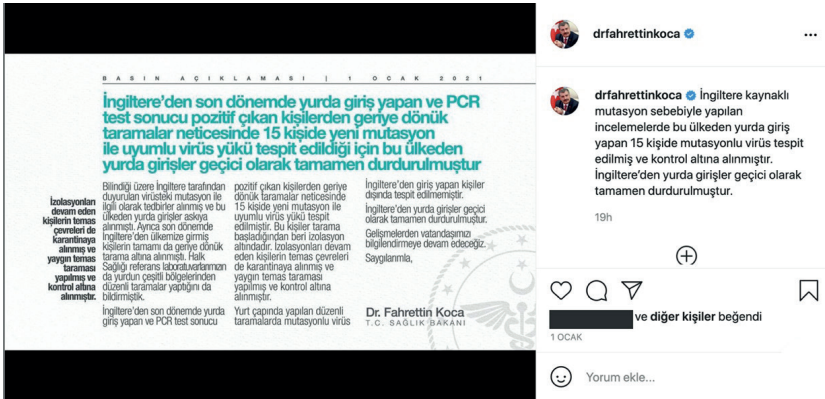 BASIN AÇIKLAMASI | 1 OCAK 2021
İngiltere'den son dönemde yurda giriş yapan ve PCR
test sonucu pozitif çıkan kişilerden geriye dönük
taramalar neticesinde 15 kişide yeni mutasyon
ile uyumlu virüs yükü tespit edildiği için bu ülkeden
yurda girişler geçici olarak tamamen durdurulmuştur
İzolasyonları
devam eden
kişilerin temas
çevreleri de
karantinaya
alınmış ve
yaygın temas
taraması
yapılmış ve
kontrol altına
alınmıştır.
Bilindiği üzere İngiltere tarafından
duyurulan virüsteki mutasyon ile
ilgili olarak tedbirler alınmış ve bu
ülkeden yurda girişler askıya
alınmıştı. Ayrıca son dönemde
İngiltere'den ülkemize girmiş
kişilerin tamamı da geriye dönük
tarama altına alınmıştı. Halk
Sağlığı referans laboratuvarlarımızın
da yurdun çeşitli bölgelerinden
düzenli taramalar yaptığını da
bildirmiştik.
İngiltere'den son dönemde yurda
giriş yapan ve PCR test sonucu
pozitif çıkan kişilerden geriye
dönük taramalar neticesinde
15 kişide yeni mutasyon ile
uyumlu virüs yükü tespit
edilmiştir. Bu kişiler tarama
başladığından beri izolasyon
altındadır. İzolasyonları devam
eden kişilerin temas çevreleri
de karantinaya alınmış ve
yaygın temas taraması
yapılmış ve kontrol altına
alınmıştır.
Yurt çapında yapılan düzenli
taramalarda mutasyonlu virüs
İngiltere'den giriş yapan kişiler
dışında tespit edilmemiştir.
İngiltere'den yurda girişler geçici
olarak tamamen durdurulmuştur.
Gelişmelerden vatandaşımızı
bilgilendirmeye devam edeceğiz.
Saygılarımla,
Dr. Fahrettin Koca
T.C. SAĞLIK BAKANI
drfahrettinkoca
drfahrettinkoca İngiltere kaynaklı
mutasyon sebebiyle yapılan
incelemelerde bu ülkeden yurda giriş
yapan 15 kişide mutasyonlu virüs tespit
edilmiş ve kontrol altına alınmıştır.
İngiltere'den yurda girişler geçici olarak
tamamen durdurulmuştur.
19h
ve diğer kişiler beğendi
1 OCAK
Yorum ekle...